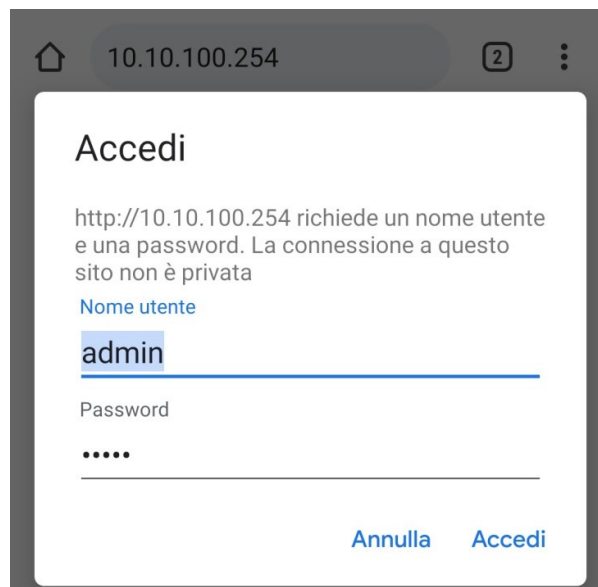 10.10.100.254
2
Accedi
http://10.10.100.254 richiede un nome utente
e una password. La connessione a questo
sito non è privata
Nome utente
admin
Password
•••••
Annulla Accedi